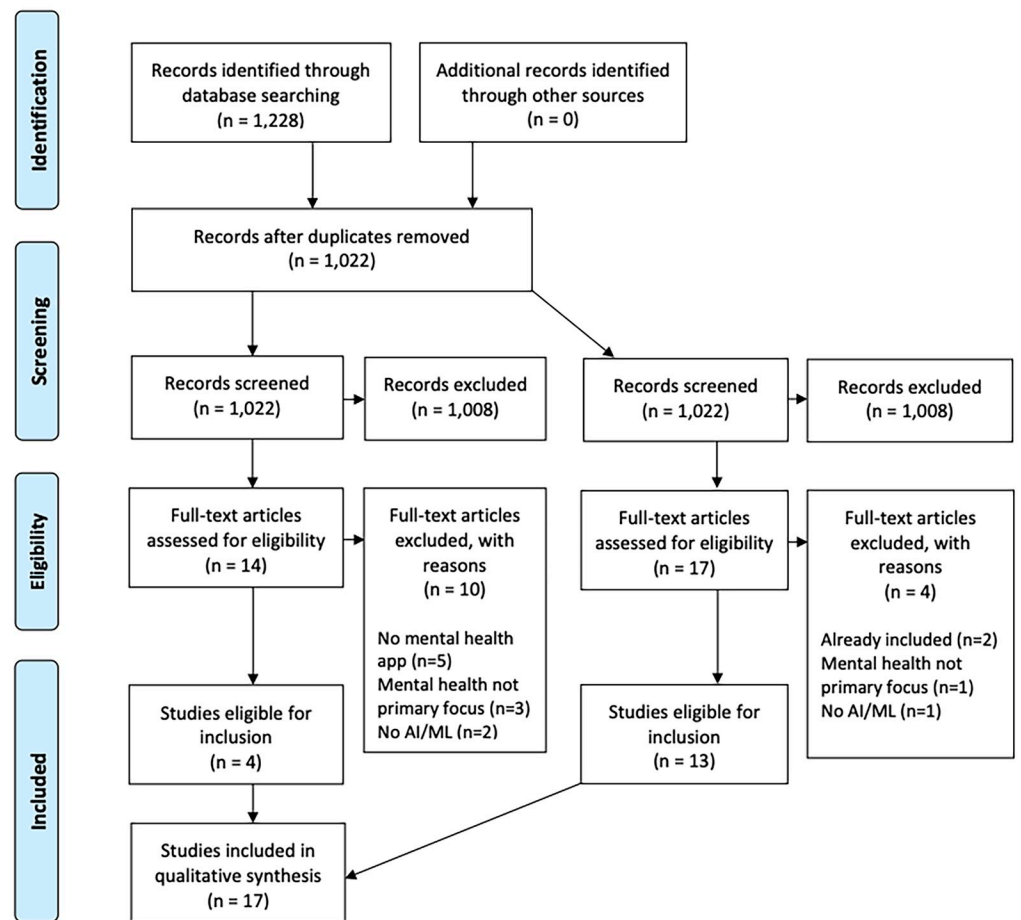 Identification
Records identified through
database searching
(n = 1,228)
Additional records identified
through other sources
(n = 0)
Records after duplicates removed
(n = 1,022)
Screening
Records screened
(n = 1,022)
Records excluded
(n = 1,008)
Records screened
(n = 1,022)
Records excluded
(n = 1,008)
Eligibility
Full-text articles
assessed for eligibility
(n = 14)
Full-text articles
excluded, with
reasons
(n = 10)
No mental health
app (n=5)
Mental health not
primary focus (n=3)
No AI/ML (n=2)
Full-text articles
assessed for eligibility
(n = 17)
Full-text articles
excluded, with
reasons
(n = 4)
Already included (n=2)
Mental health not
primary focus (n=1)
No AI/ML (n=1)
Included
Studies eligible for
inclusion
(n = 4)
Studies eligible for
inclusion
(n = 13)
Studies included in
qualitative synthesis
(n = 17)